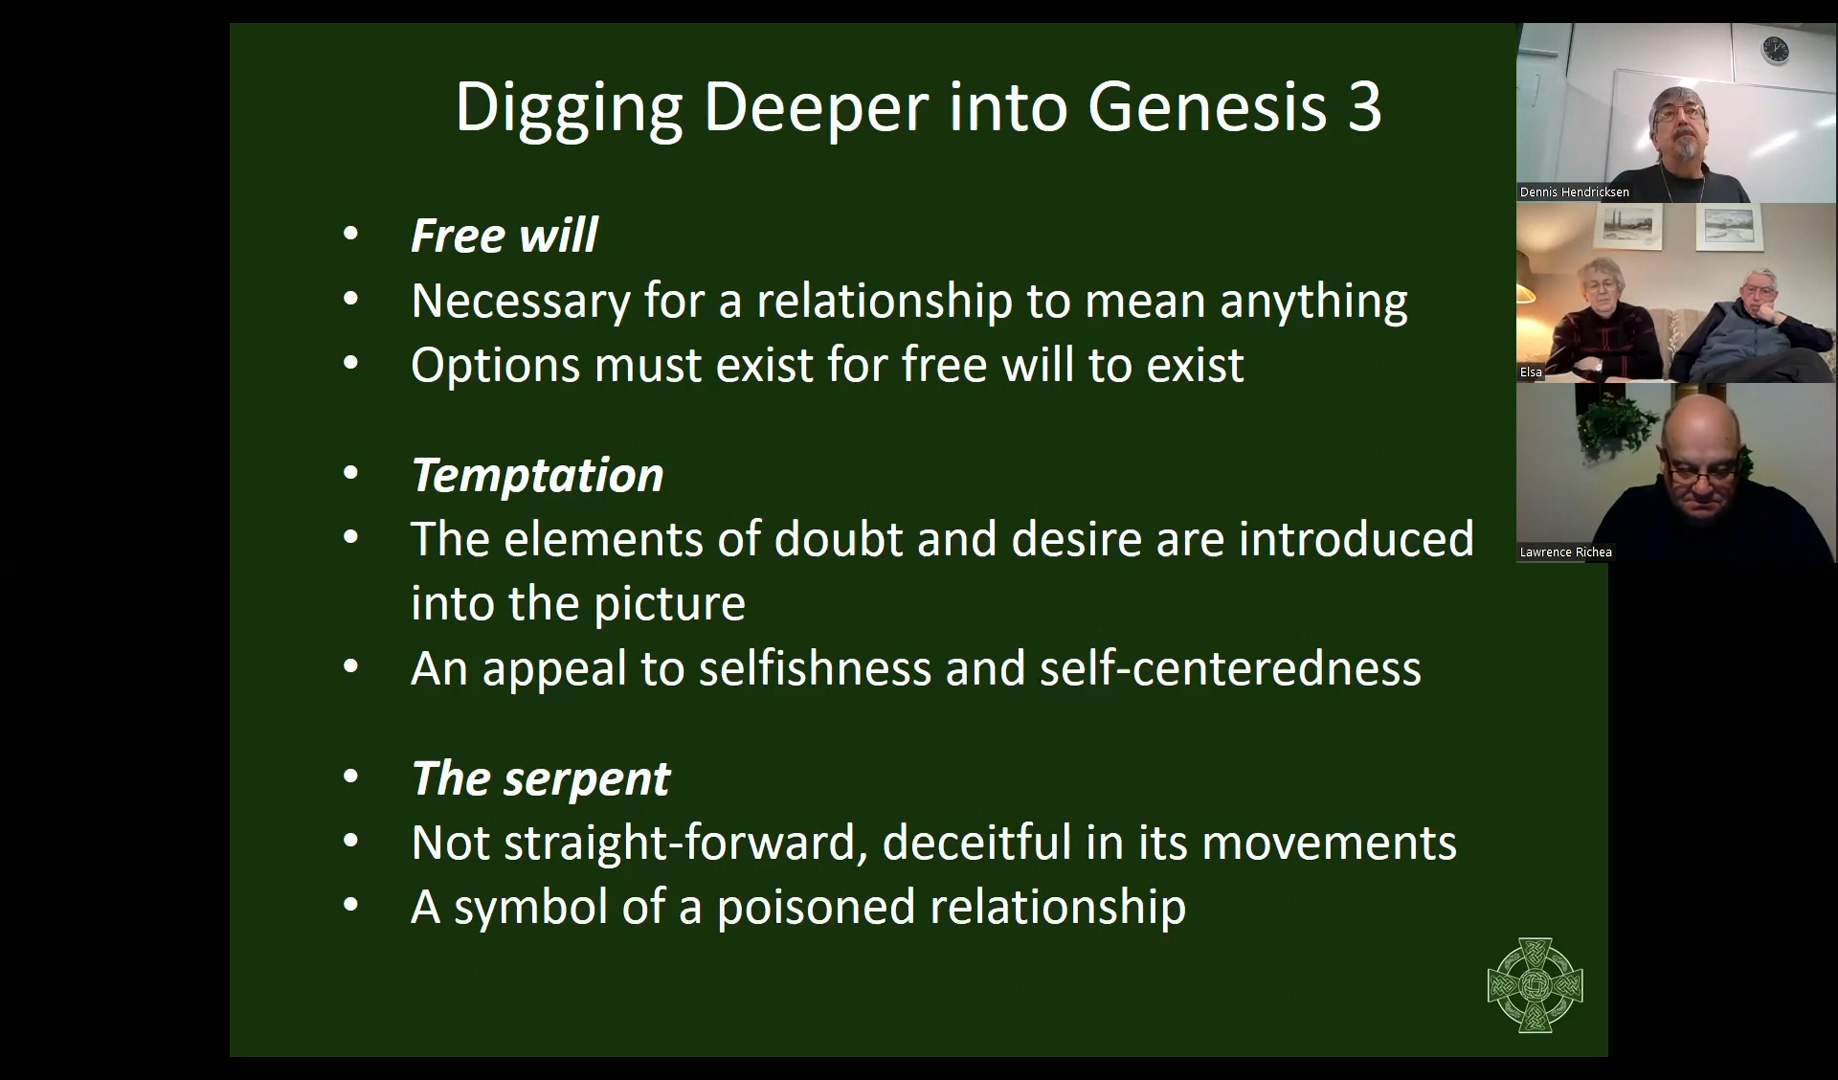 Digging Deeper into Genesis 3
• Free will
• Necessary for a relationship to mean anything
• Options must exist for free will to exist
• Temptation
• The elements of doubt and desire are introduced
into the picture
• An appeal to selfishness and self-centeredness
• The serpent
• Not straight-forward, deceitful in its movements
• A symbol of a poisoned relationship
Dennis Hendricksen
Elsa
Lawrence Richea